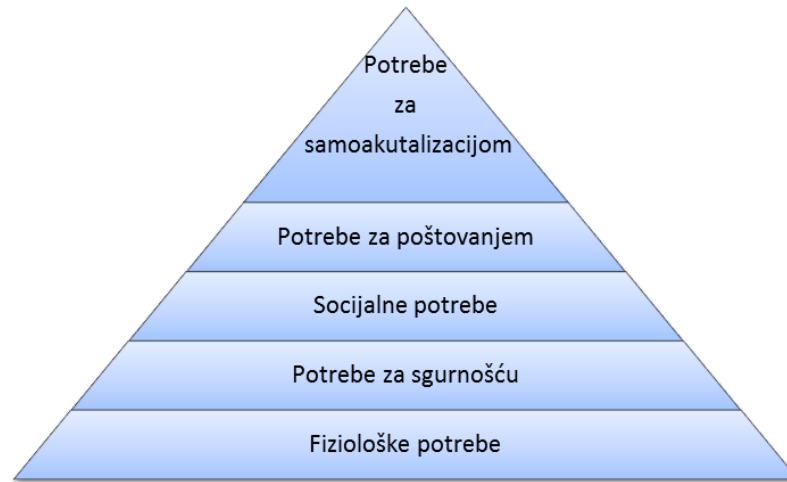 Potrebe
za
samoakutalizacijom
Potrebe za poštovanjem
Socijalne potrebe
Potrebe za sgurnošću
Fiziološke potrebe